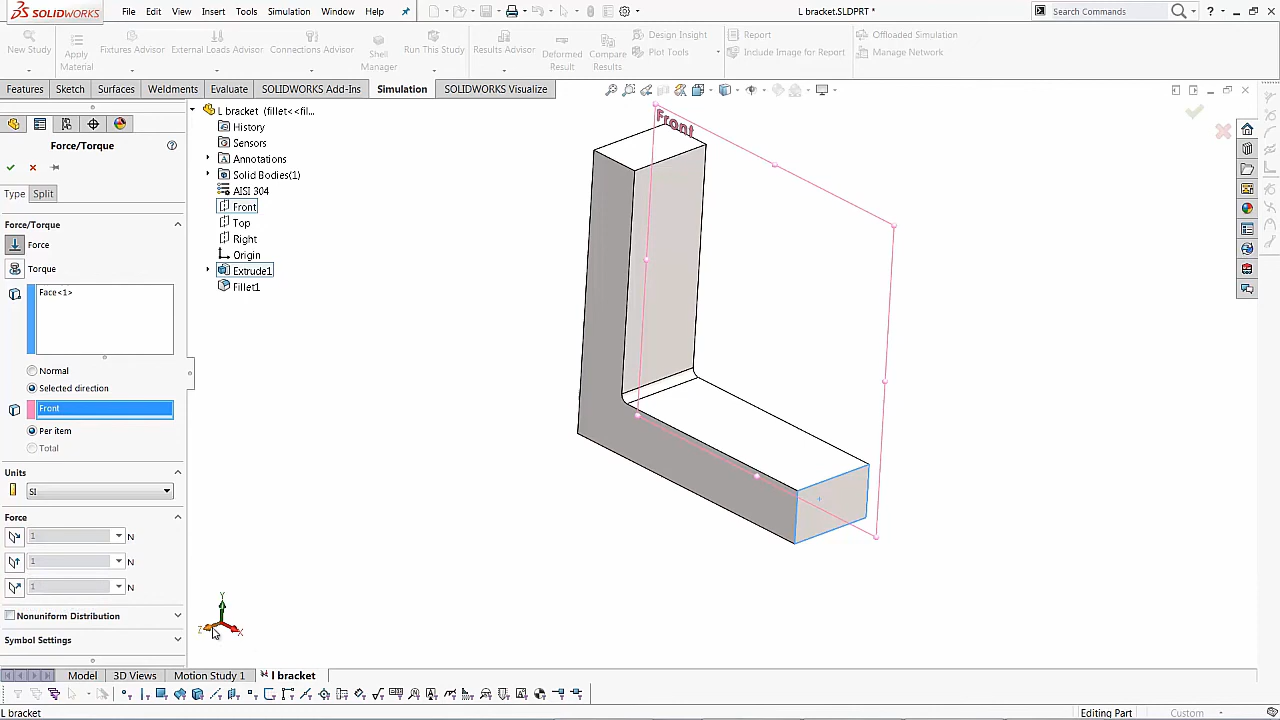 SOLIDWORKS File Edit View Insert Tools Simulation Window Help L bracket.SLDPRT * Search Commands ?
New Study Apply Material Fixtures Advisor External Loads Advisor Connections Advisor Shell Manager Run This Study Results Advisor Deformed Result Compare Results Design Insight Plot Tools Report Include Image for Report Offloaded Simulation Manage Network
Features Sketch Surfaces Weldments Evaluate SOLIDWORKS Add-Ins Simulation SOLIDWORKS Visualize
Force/Torque
Type Split
Force/Torque
Force
Torque
Face<1>
Normal
Selected direction
Front
Per item
Total
Units
SI
Force
1 N
1 N
1 N
Nonuniform Distribution
Symbol Settings
L bracket (fillet<<fil...
History
Sensors
Annotations
Solid Bodies(1)
AISI 304
Front
Top
Right
Origin
Extrude1
Fillet1
Front
Y
Z X
Model 3D Views Motion Study 1 L bracket
L bracket Editing Part Custom